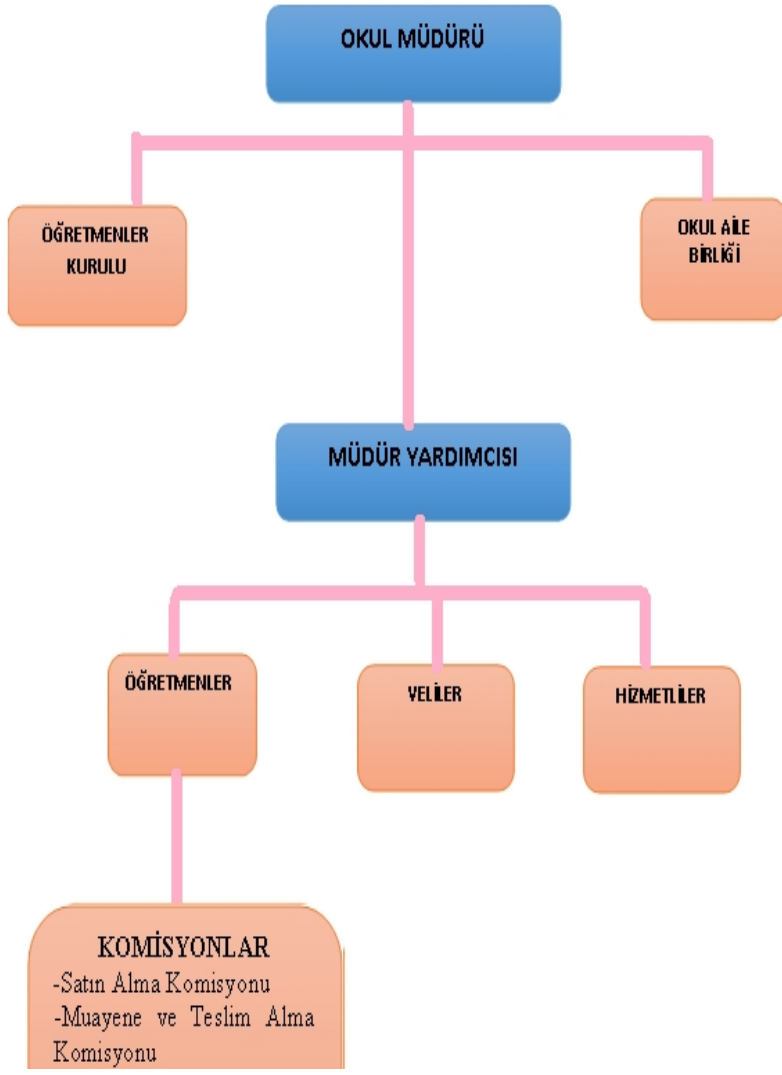 OKUL MÜDÜRÜ
ÖĞRETMENLER
KURULU
OKUL AİLE
BİRLİĞİ
MÜDÜR YARDIMCISI
ÖĞRETMENLER
VELİLER
HİZMETLİLER
KOMİSYONLAR
-Satın Alma Komisyonu
-Muayene ve Teslim Alma
Komisyonu